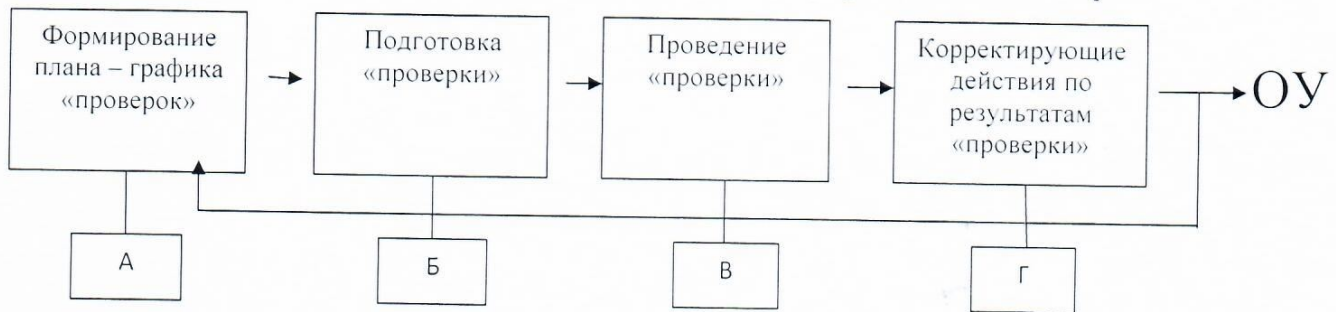 Формирование
плана – графика
«проверок»
Подготовка
«проверки»
Проведение
«проверки»
Корректирующие
действия по
результатам
«проверки»
ОУ
А
Б
В
Г